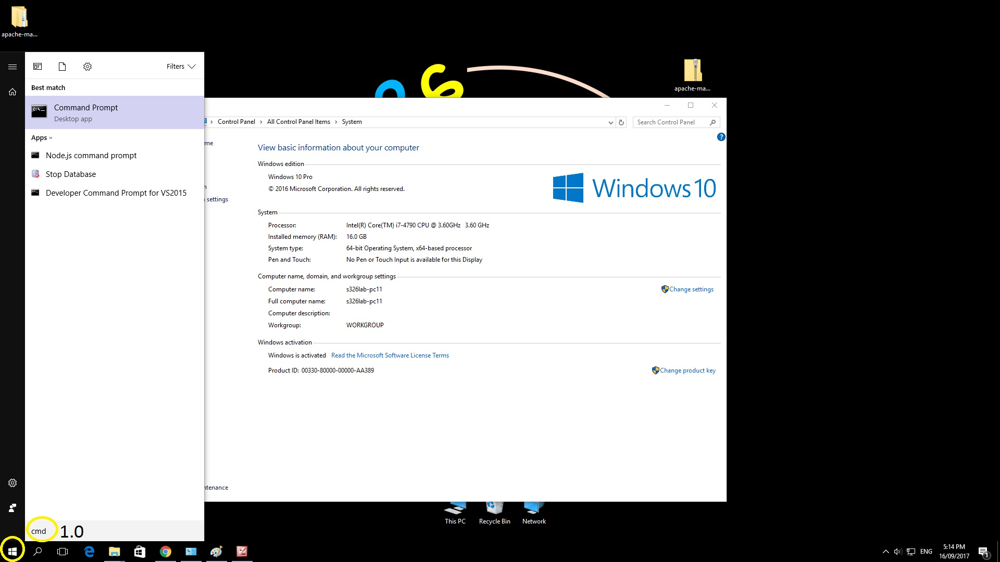 apache-ma...
Filters
Best match
Command Prompt
Desktop app
Apps »
Node.js command prompt
Stop Database
Developer Command Prompt for VS2015
cmd
1.0
apache-ma...
Control Panel › All Control Panel Items › System
Search Control Panel
me
n
n settings
ntenance
View basic information about your computer
Windows edition
Windows 10 Pro
© 2016 Microsoft Corporation. All rights reserved.
Windows 10
System
Processor: Intel(R) Core(TM) i7-4790 CPU @ 3.60GHz 3.60 GHz
Installed memory (RAM): 16.0 GB
System type: 64-bit Operating System, x64-based processor
Pen and Touch: No Pen or Touch Input is available for this Display
Computer name, domain, and workgroup settings
Computer name: s326lab-pc11
Change settings
Full computer name: s326lab-pc11
Computer description:
Workgroup: WORKGROUP
Windows activation
Windows is activated Read the Microsoft Software License Terms
Product ID: 00330-80000-00000-AA389
Change product key
This PC
Recycle Bin
Network
ENG
5:14 PM
16/09/2017
1